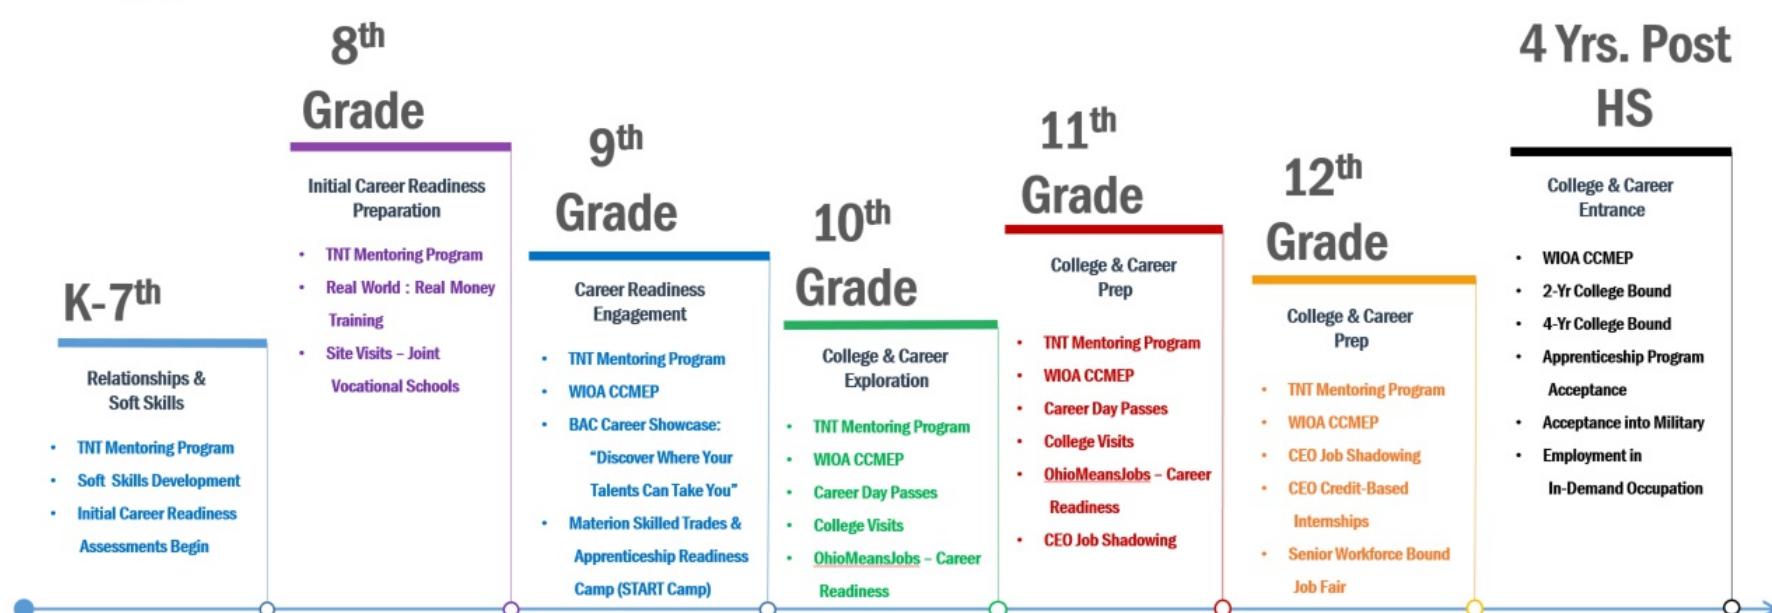 K-7th
Relationships &
Soft Skills
• TNT Mentoring Program
• Soft Skills Development
• Initial Career Readiness
Assessments Begin
8th
Grade
Initial Career Readiness
Preparation
• TNT Mentoring Program
• Real World : Real Money
Training
• Site Visits – Joint
Vocational Schools
9th
Grade
Career Readiness
Engagement
• TNT Mentoring Program
• WIOA CCMEP
• BAC Career Showcase:
“Discover Where Your
Talents Can Take You”
• Materion Skilled Trades &
Apprenticeship Readiness
Camp (START Camp)
10th
Grade
College & Career
Exploration
• TNT Mentoring Program
• WIOA CCMEP
• Career Day Passes
• College Visits
• OhioMeansJobs – Career
Readiness
11th
Grade
College & Career
Prep
• TNT Mentoring Program
• WIOA CCMEP
• Career Day Passes
• College Visits
• OhioMeansJobs – Career
Readiness
• CEO Job Shadowing
12th
Grade
College & Career
Prep
• TNT Mentoring Program
• WIOA CCMEP
• CEO Job Shadowing
• CEO Credit-Based
Internships
• Senior Workforce Bound
Job Fair
4 Yrs. Post
HS
College & Career
Entrance
• WIOA CCMEP
• 2-Yr College Bound
• 4-Yr College Bound
• Apprenticeship Program
Acceptance
• Acceptance into Military
• Employment in
In-Demand Occupation